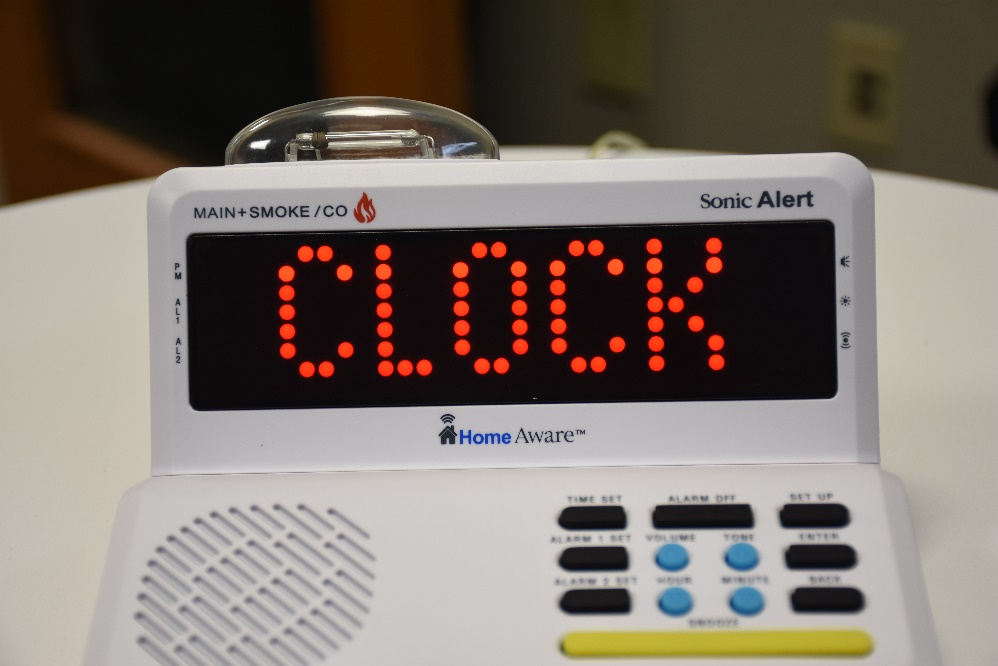 MAIN+SMOKE/CO Sonic Alert
PM
AL1
AL2
CLOCK
Home Aware™
TIME SET ALARM OFF SET UP
ALARM 1 SET VOLUME TONE ENTER
ALARM 2 SET HOUR MINUTE BACK
SNOOZE